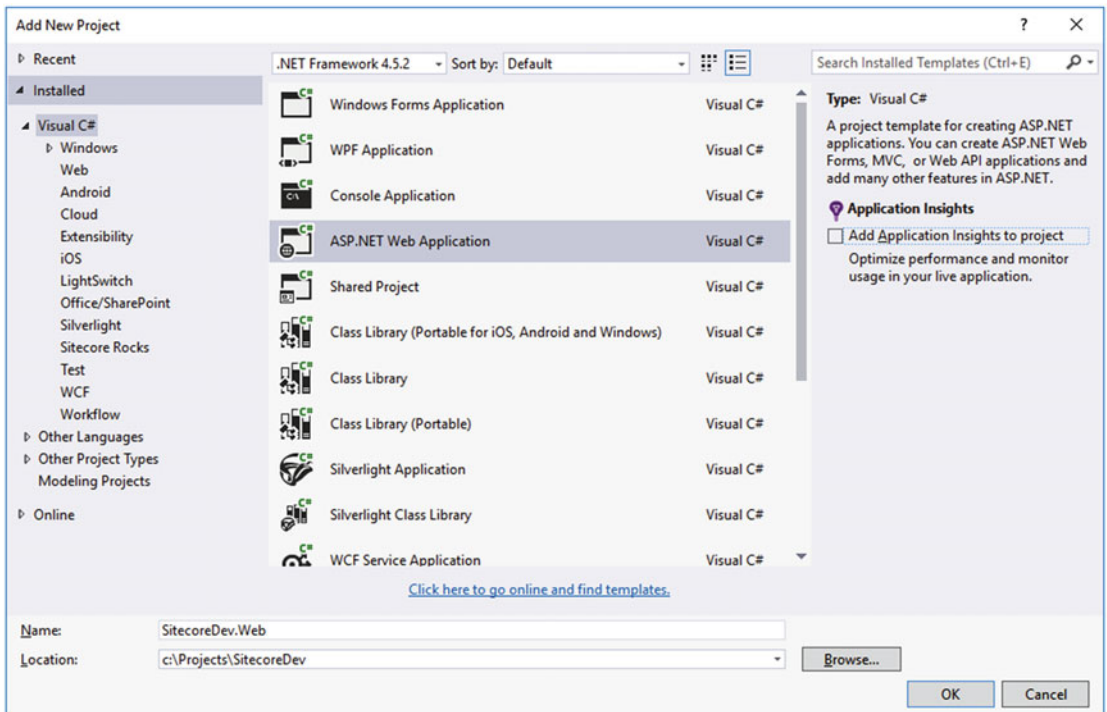 Add New Project
?
Recent
Installed
Visual C#
Windows
Web
Android
Cloud
Extensibility
iOS
LightSwitch
Office/SharePoint
Silverlight
Sitecore Rocks
Test
WCF
Workflow
Other Languages
Other Project Types
Modeling Projects
Online
.NET Framework 4.5.2 Sort by: Default
Windows Forms Application Visual C#
WPF Application Visual C#
Console Application Visual C#
ASP.NET Web Application Visual C#
Shared Project Visual C#
Class Library (Portable for iOS, Android and Windows) Visual C#
Class Library Visual C#
Class Library (Portable) Visual C#
Silverlight Application Visual C#
Silverlight Class Library Visual C#
WCF Service Application Visual C#
Click here to go online and find templates.
Search Installed Templates (Ctrl+E)
Type: Visual C#
A project template for creating ASP.NET
applications. You can create ASP.NET Web
Forms, MVC, or Web API applications and
add many other features in ASP.NET.
Application Insights
Add Application Insights to project
Optimize performance and monitor
usage in your live application.
Name: SitecoreDev.Web
Location: c:\Projects\SitecoreDev
Browse...
OK Cancel